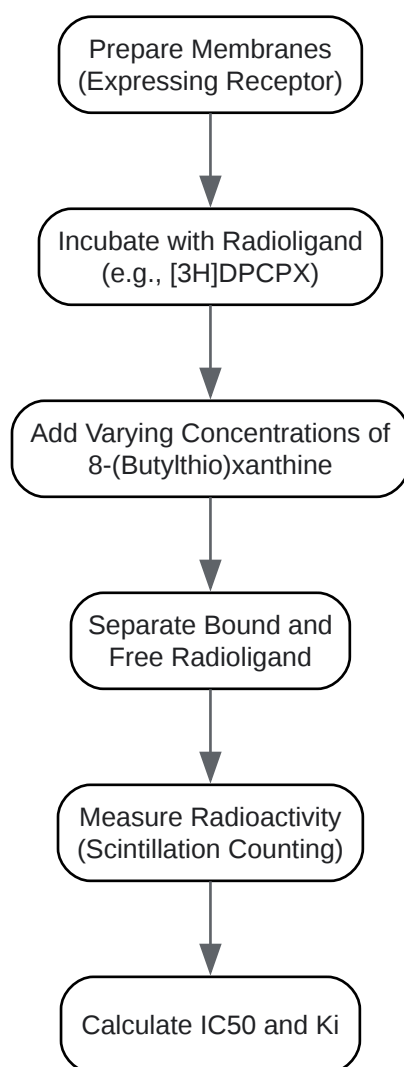 Prepare Membranes
(Expressing Receptor)
Incubate with Radioligand
(e.g., [3H]DPCPX)
Add Varying Concentrations of
8-(Butylthio)xanthine
Separate Bound and
Free Radioligand
Measure Radioactivity
(Scintillation Counting)
Calculate IC50 and Ki